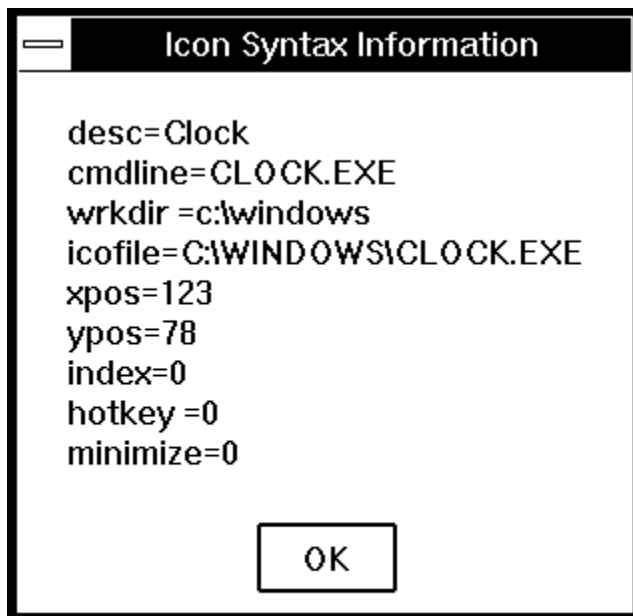 Icon Syntax Information
desc=Clock
cmdline=CLOCK.EXE
wrkdir =c:\windows
icofile=C:\WINDOWS\CLOCK.EXE
xpos=123
ypos=78
index=0
hotkey =0
minimize=0
OK